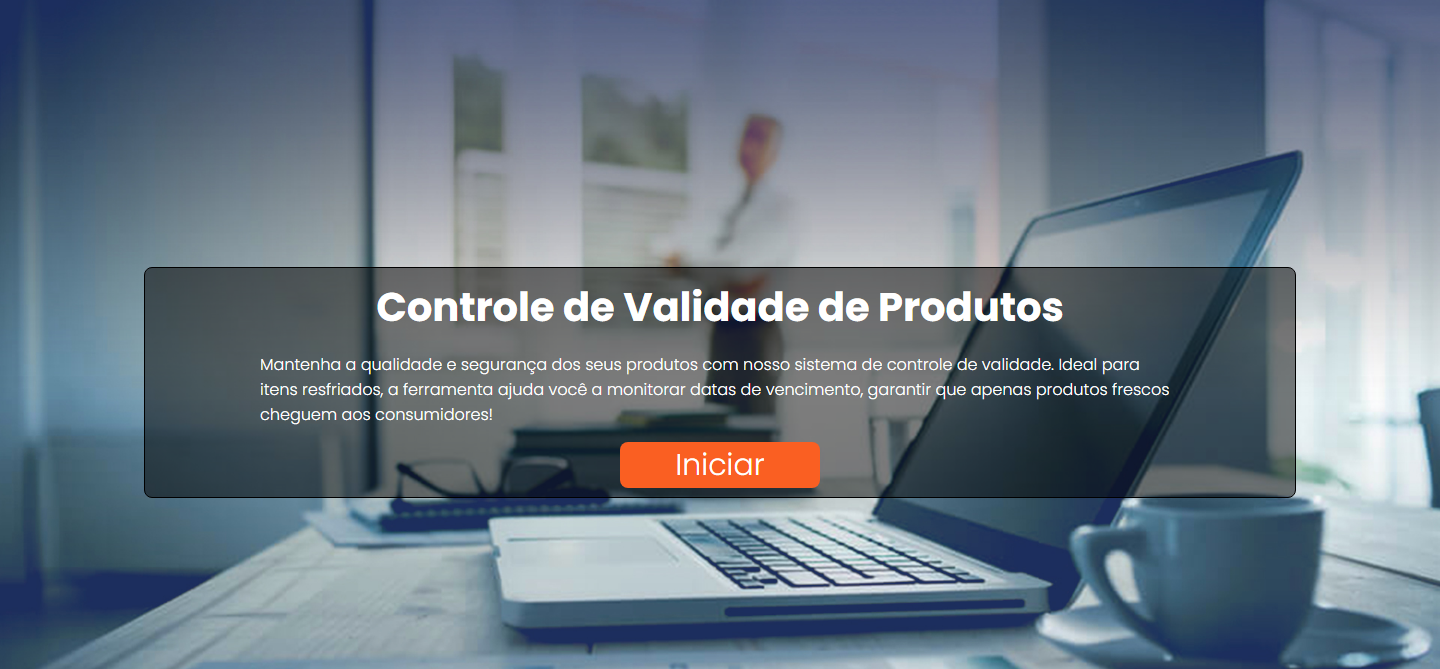 Controle de Validade de Produtos
Mantenha a qualidade e segurança dos seus produtos com nosso sistema de controle de validade. Ideal para
itens resfriados, a ferramenta ajuda você a monitorar datas de vencimento, garantir que apenas produtos frescos
cheguem aos consumidores!
Iniciar